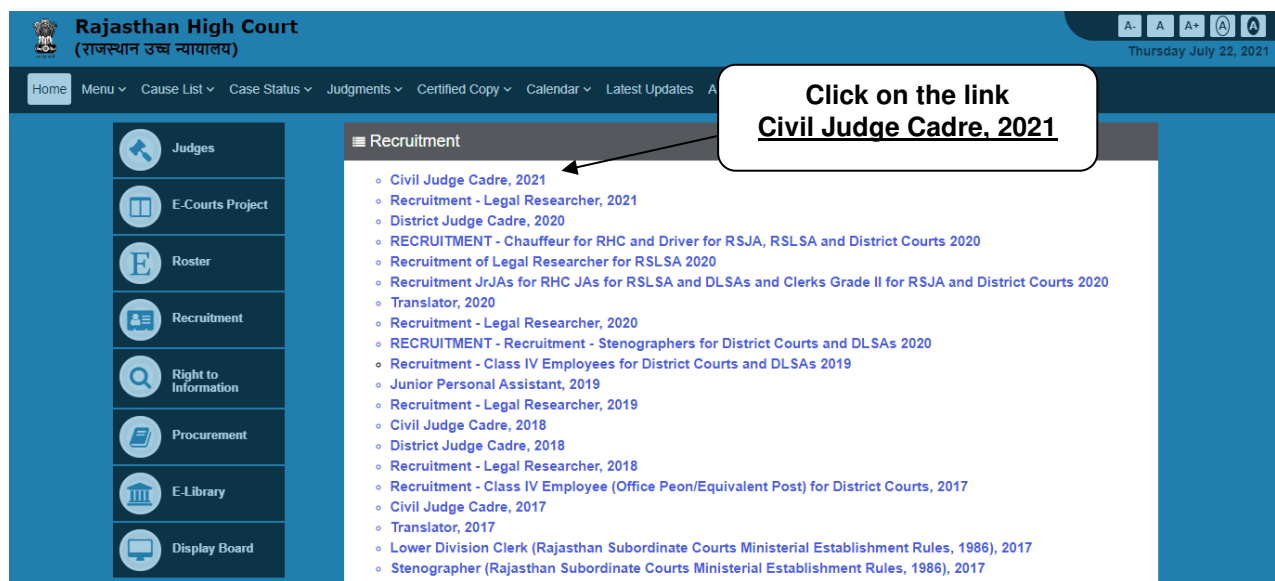 Rajasthan High Court
(राजस्थान उच्च न्यायालय)
A- A A+ A A
Thursday July 22, 2021
Home Menu Cause List Case Status Judgments Certified Copy Calendar Latest Updates A
Click on the link
Civil Judge Cadre, 2021
Judges
E-Courts Project
Roster
Recruitment
Right to
Information
Procurement
E-Library
Display Board
Recruitment
Civil Judge Cadre, 2021
Recruitment - Legal Researcher, 2021
District Judge Cadre, 2020
RECRUITMENT - Chauffeur for RHC and Driver for RSJA, RSLSA and District Courts 2020
Recruitment of Legal Researcher for RSLSA 2020
Recruitment JrJAs for RHC JAs for RSLSA and DLSAs and Clerks Grade II for RSJA and District Courts 2020
Translator, 2020
Recruitment - Legal Researcher, 2020
RECRUITMENT - Recruitment - Stenographers for District Courts and DLSAs 2020
Recruitment - Class IV Employees for District Courts and DLSAs 2019
Junior Personal Assistant, 2019
Recruitment - Legal Researcher, 2019
Civil Judge Cadre, 2018
District Judge Cadre, 2018
Recruitment - Legal Researcher, 2018
Recruitment - Class IV Employee (Office Peon/Equivalent Post) for District Courts, 2017
Civil Judge Cadre, 2017
Translator, 2017
Lower Division Clerk (Rajasthan Subordinate Courts Ministerial Establishment Rules, 1986), 2017
Stenographer (Rajasthan Subordinate Courts Ministerial Establishment Rules, 1986), 2017